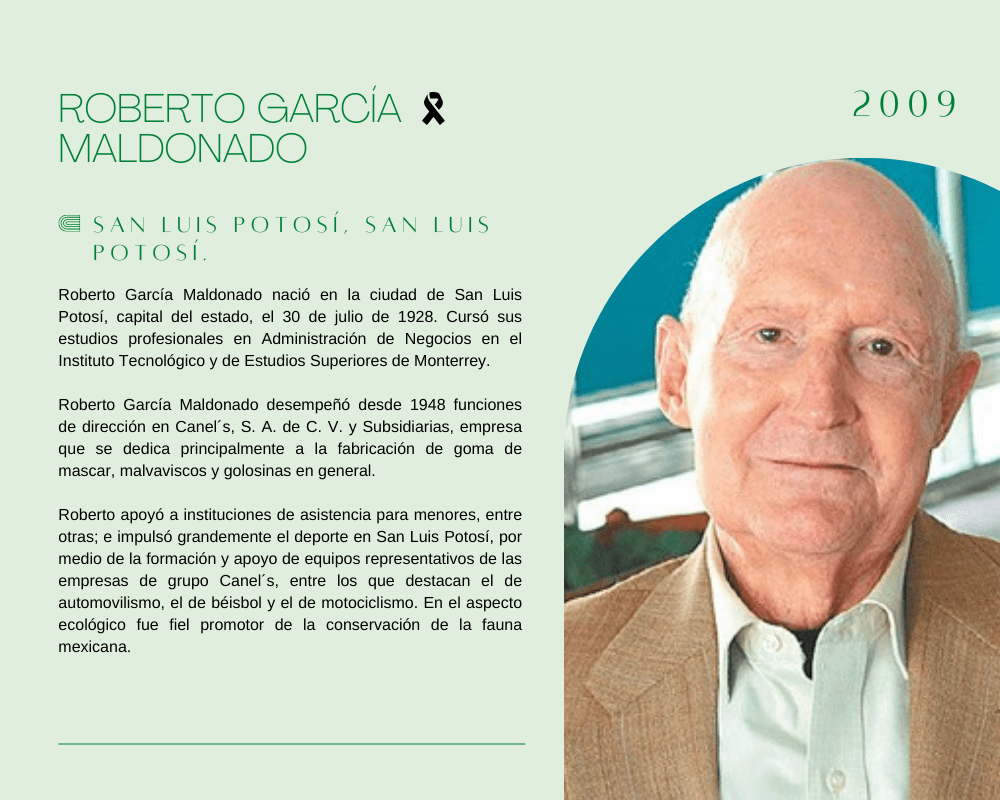 ROBERTO GARCÍA
MALDONADO
2009
SAN LUIS POTOSÍ, SAN LUIS
POTOSÍ.
Roberto García Maldonado nació en la ciudad de San Luis
Potosí, capital del estado, el 30 de julio de 1928. Cursó sus
estudios profesionales en Administración de Negocios en el
Instituto Tecnológico y de Estudios Superiores de Monterrey.
Roberto García Maldonado desempeñó desde 1948 funciones
de dirección en Canel´s, S. A. de C. V. y Subsidiarias, empresa
que se dedica principalmente a la fabricación de goma de
mascar, malvaviscos y golosinas en general.
Roberto apoyó a instituciones de asistencia para menores, entre
otras; e impulsó grandemente el deporte en San Luis Potosí, por
medio de la formación y apoyo de equipos representativos de las
empresas de grupo Canel´s, entre los que destacan el de
automovilismo, el de béisbol y el de motociclismo. En el aspecto
ecológico fue fiel promotor de la conservación de la fauna
mexicana.